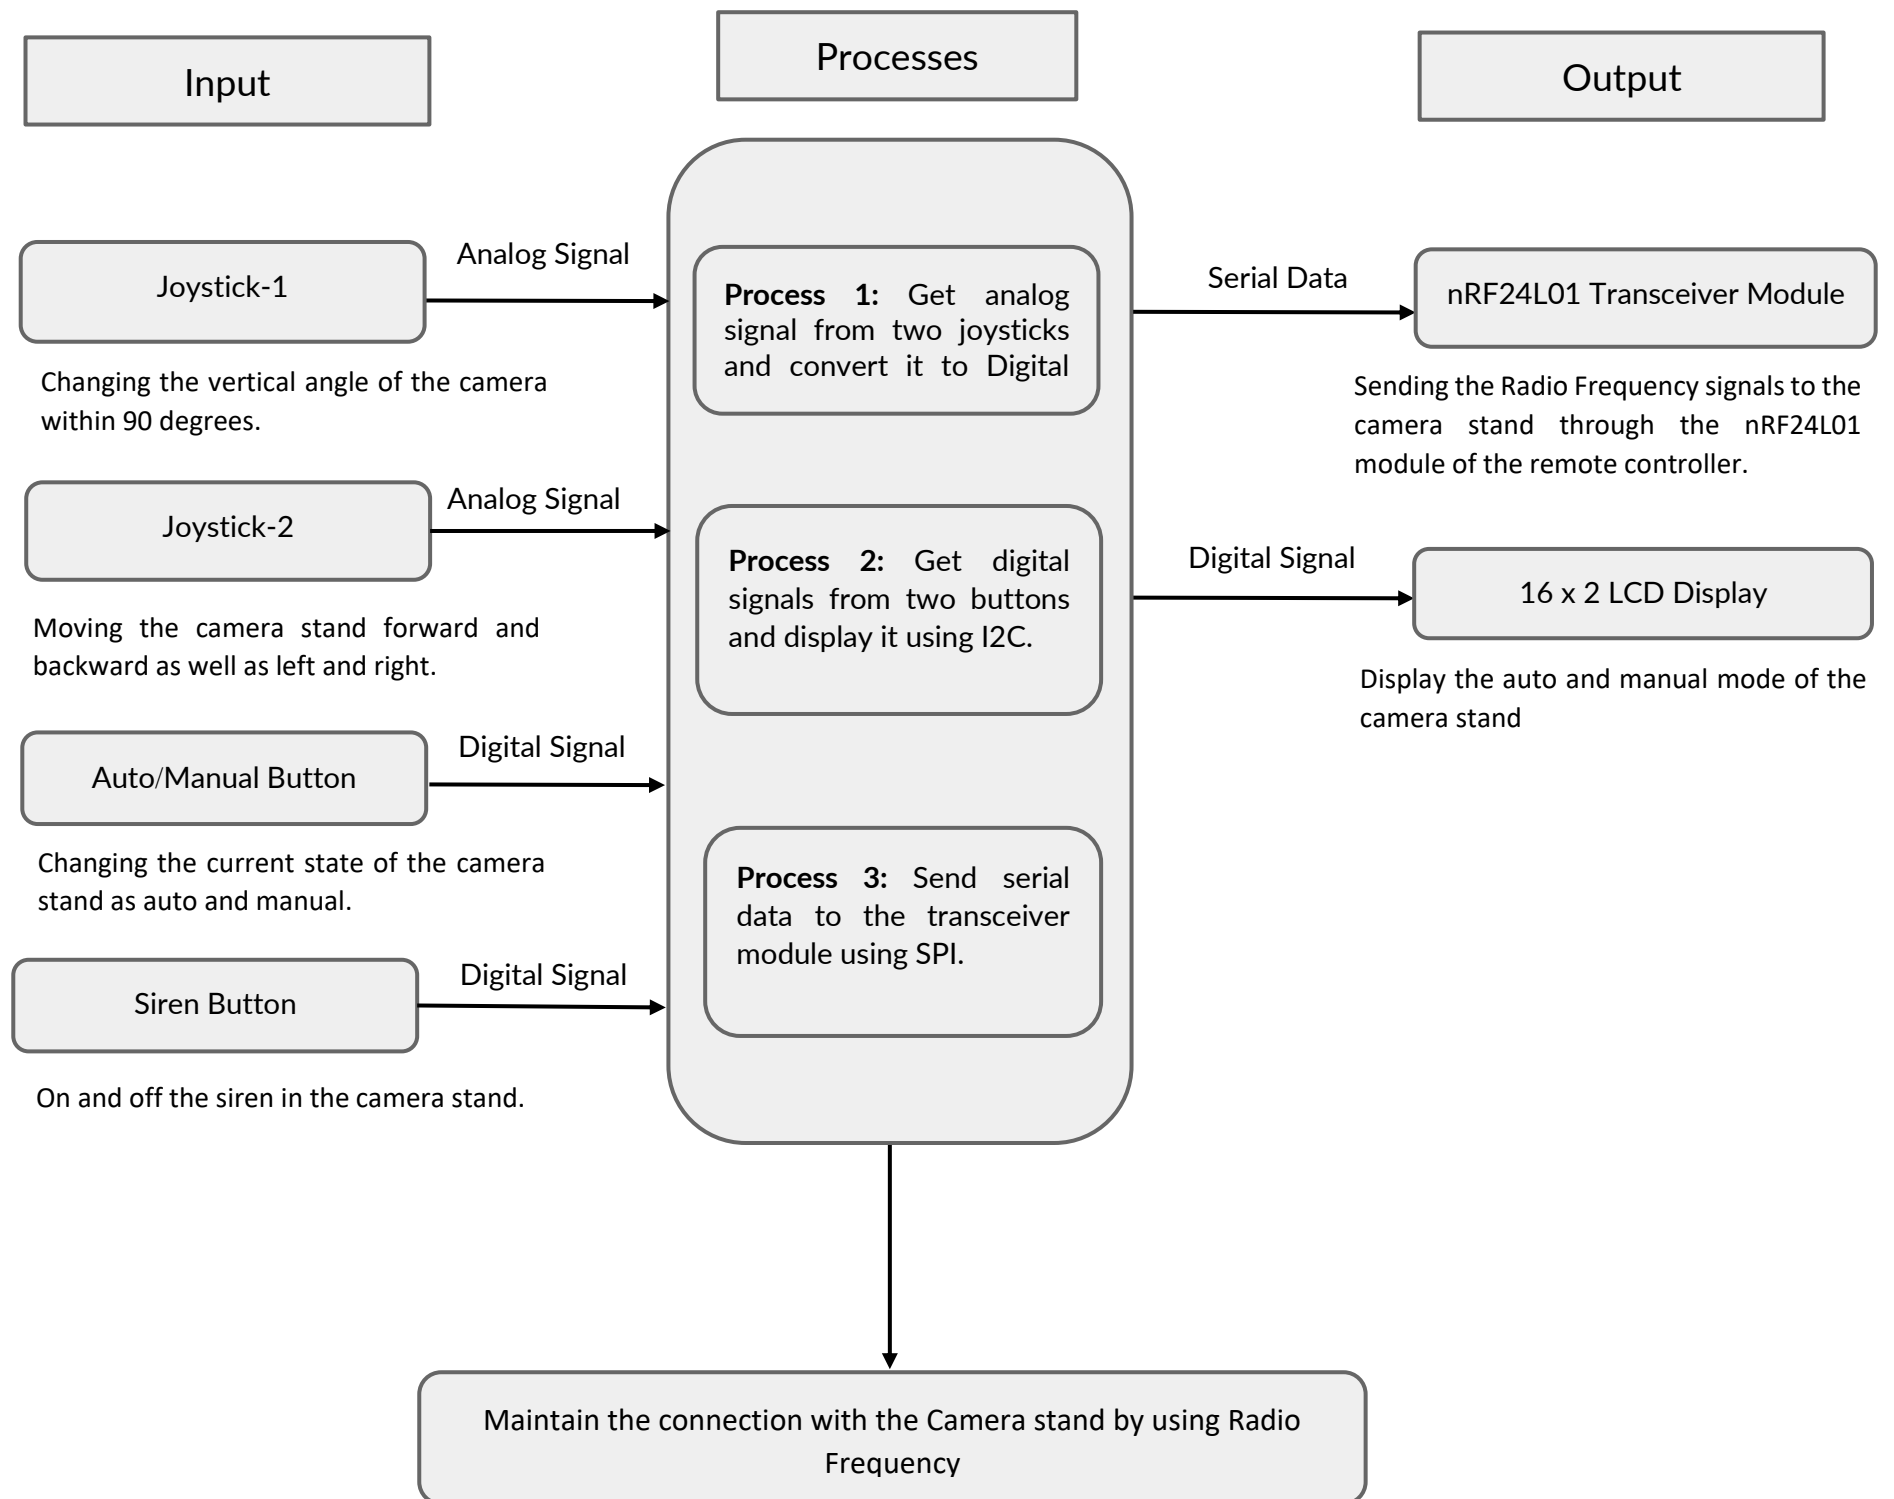 Input
Processes
Output
Joystick-1
Analog Signal
Changing the vertical angle of the camera
within 90 degrees.
Joystick-2
Analog Signal
Moving the camera stand forward and
backward as well as left and right.
Auto/Manual Button
Digital Signal
Changing the current state of the camera
stand as auto and manual.
Siren Button
Digital Signal
On and off the siren in the camera stand.
Process 1: Get analog
signal from two joysticks
and convert it to Digital
Process 2: Get digital
signals from two buttons
and display it using I2C.
Process 3: Send serial
data to the transceiver
module using SPI.
Serial Data
nRF24L01 Transceiver Module
Sending the Radio Frequency signals to the
camera stand through the nRF24L01
module of the remote controller.
Digital Signal
16 x 2 LCD Display
Display the auto and manual mode of the
camera stand
Maintain the connection with the Camera stand by using Radio
Frequency